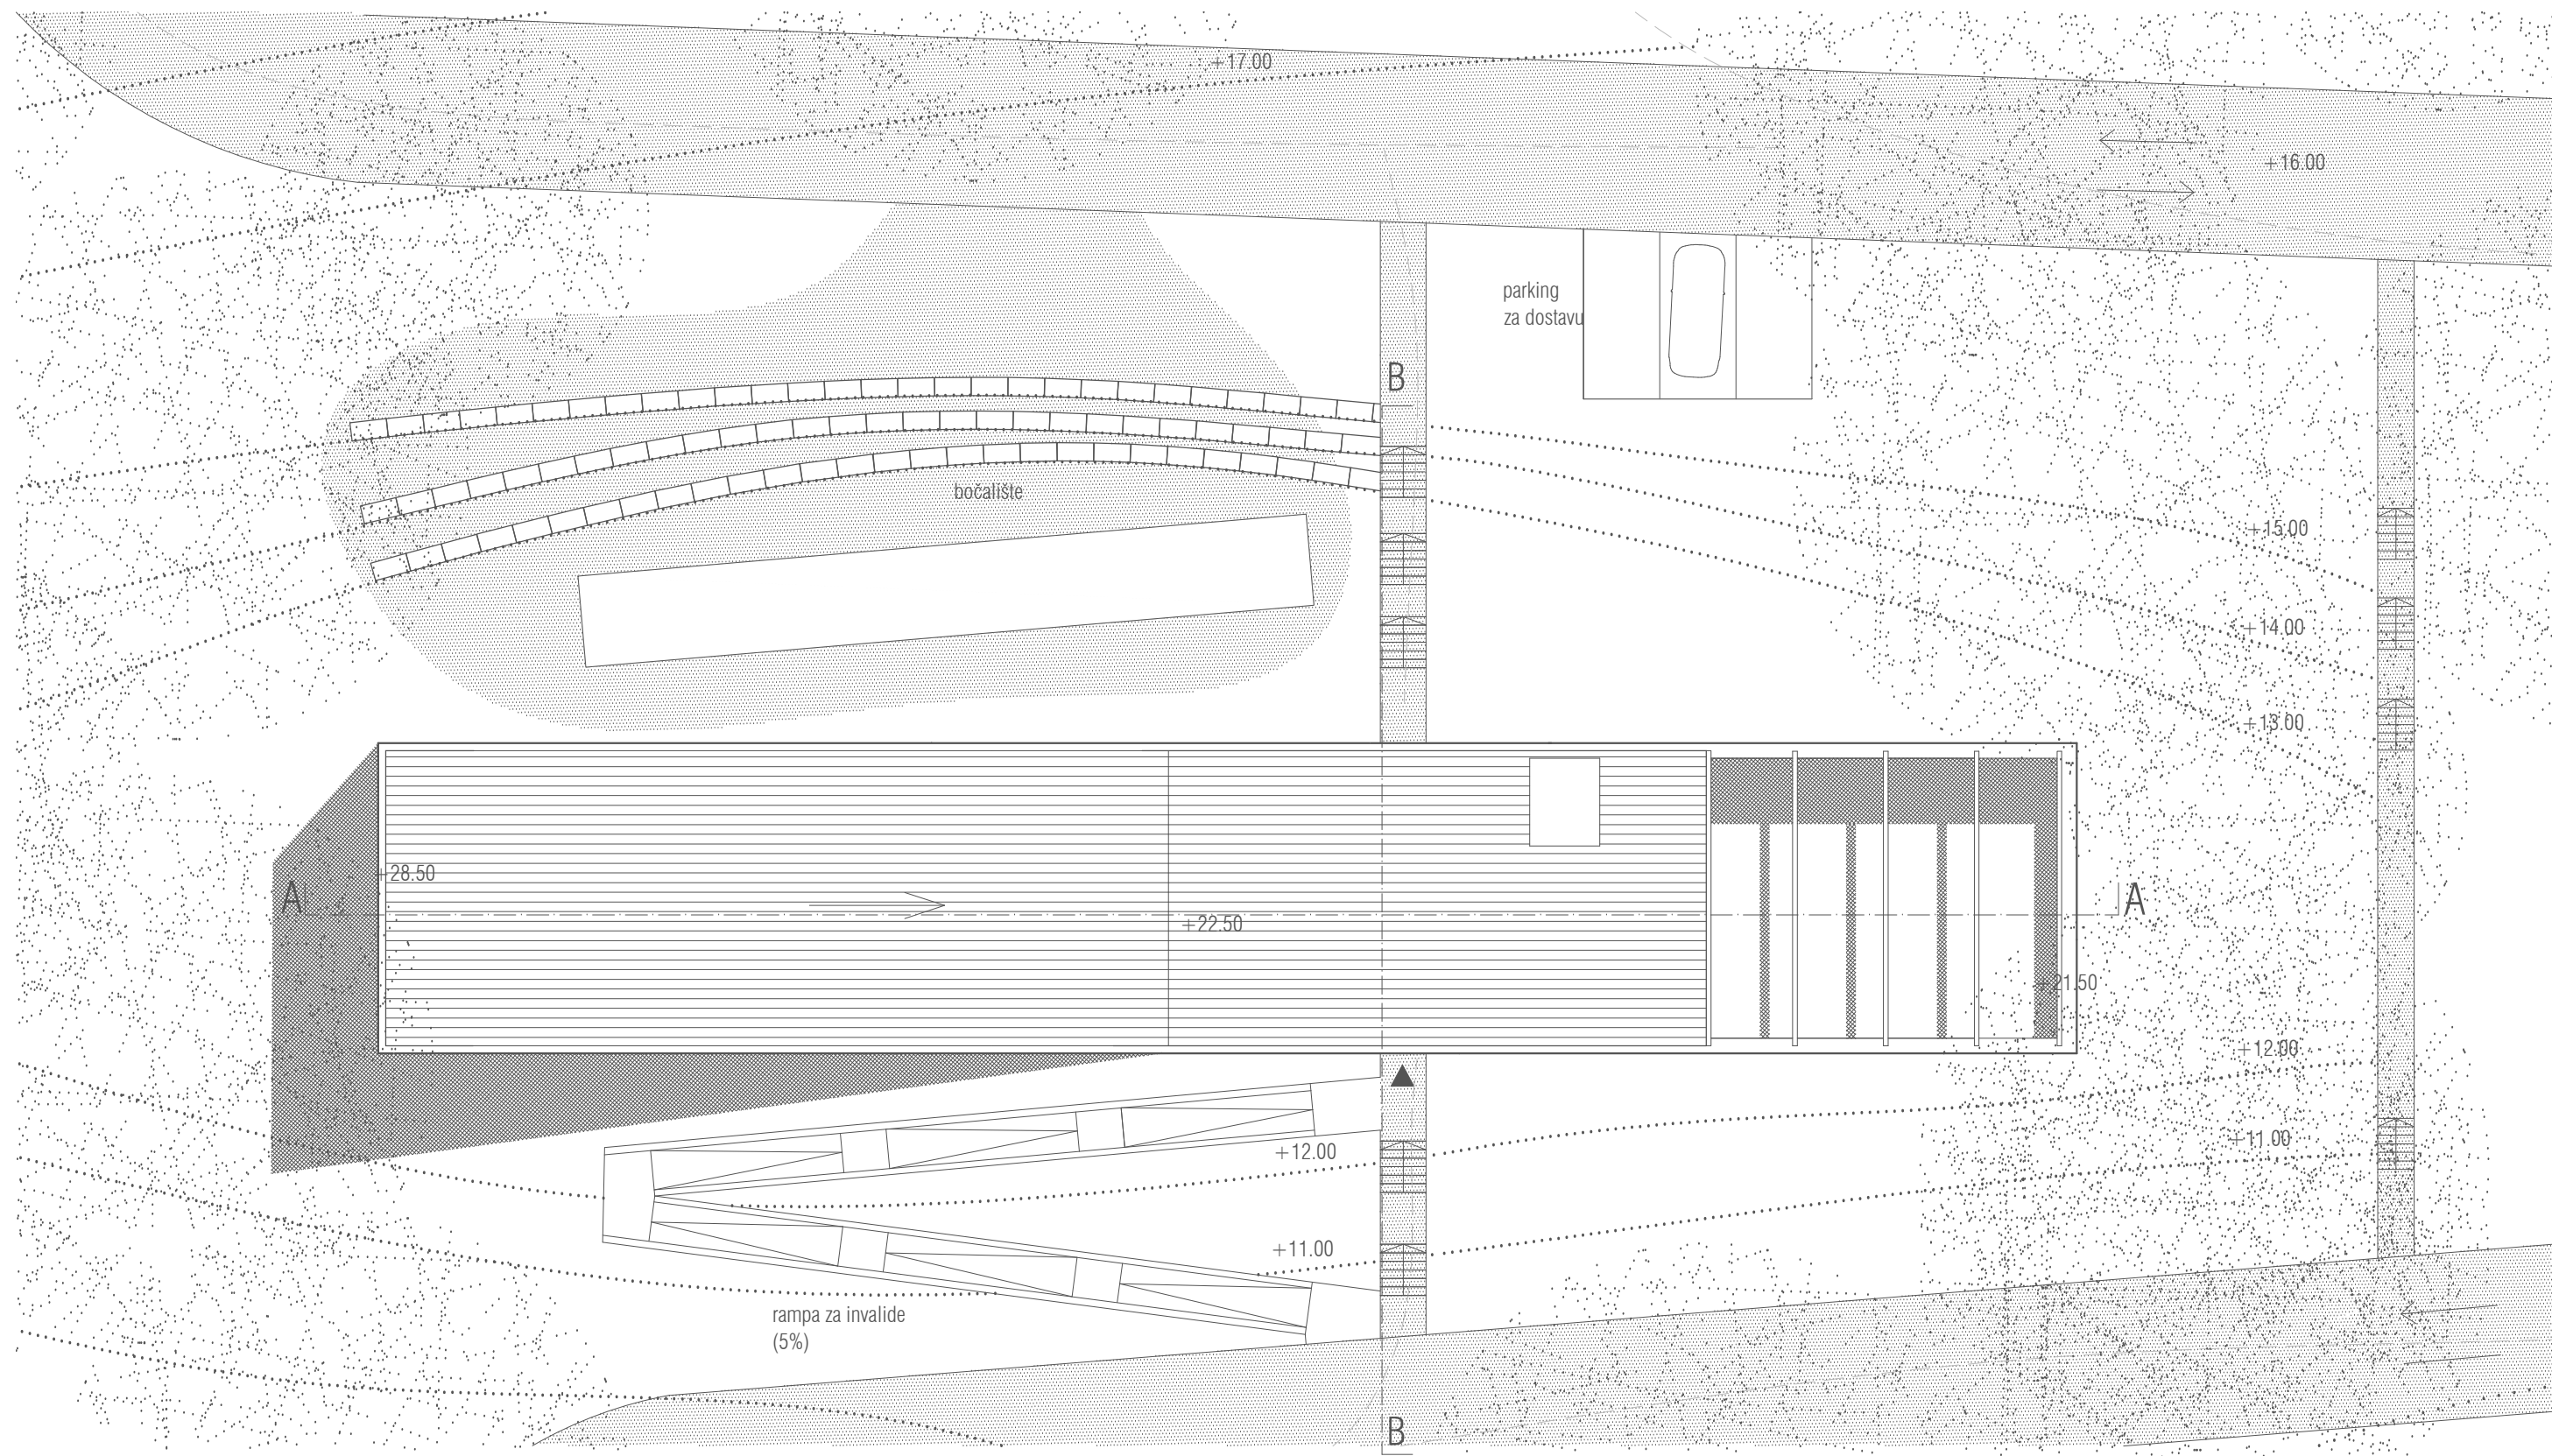 +17.00
+16.00
parking
za dostavu
B
bočalište
+15.00
+14.00
+13.00
+28.50
A
A
+22.50
+21.50
+12.00
+11.00
+12.00
+11.00
rampa za invalide
(5%)
B